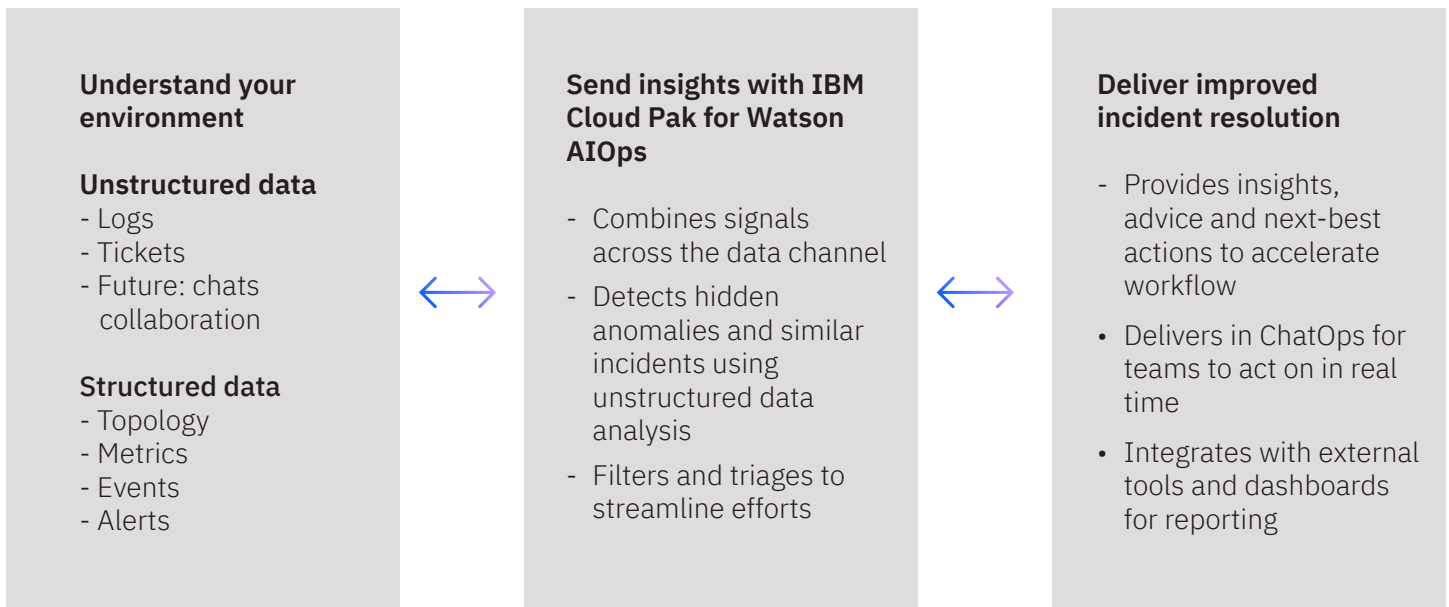 Understand your
environment
Unstructured data
- Logs
- Tickets
- Future: chats
collaboration
Structured data
- Topology
- Metrics
- Events
- Alerts
Send insights with IBM
Cloud Pak for Watson
AIOps
- Combines signals
across the data channel
- Detects hidden
anomalies and similar
incidents using
unstructured data
analysis
- Filters and triages to
streamline efforts
Deliver improved
incident resolution
- Provides insights,
advice and next-best
actions to accelerate
workflow
• Delivers in ChatOps for
teams to act on in real
time
• Integrates with external
tools and dashboards
for reporting